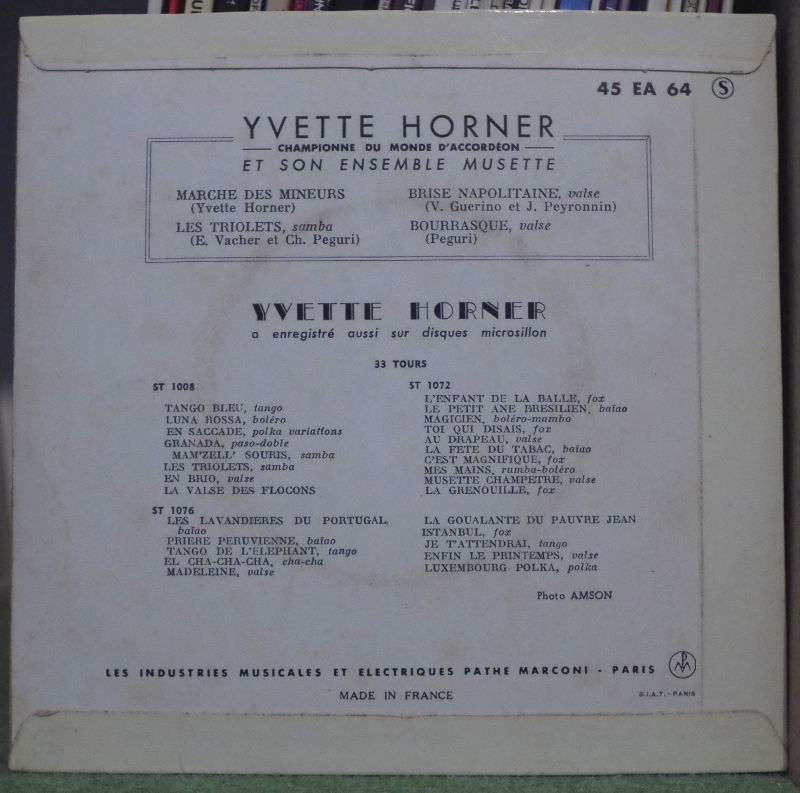 45 EA 64 S
YVETTE HORNER
CHAMPIONNE DU MONDE D'ACCORDÉON
ET SON ENSEMBLE MUSETTE
MARCHE DES MINEURS
(Yvette Horner)
LES TRIOLETS, samba
(E. Vacher et Ch. Peguri)
BRISE NAPOLITAINE, valse
(V. Guerino et J. Peyronnin)
BOURRASQUE, valse
(Peguri)
YVETTE HORNER
a enregistré aussi sur disques microsillon
33 TOURS
ST 1008
TANGO BLEU, tango
LUNA ROSSA, boléro
EN SACCADE, polka variations
GRANADA, paso-doble
MAM'ZELL' SOURIS, samba
LES TRIOLETS, samba
EN BRIO, valse
LA VALSE DES FLOCONS
ST 1072
L'ENFANT DE LA BALLE, fox
LE PETIT ANE BRESILIEN, baïao
MAGICIEN, boléro-mambo
TOI QUI DISAIS, fox
AU DRAPEAU, valse
LA FETE DU TABAC, baïao
C'EST MAGNIFIQUE, fox
MES MAINS, rumba-boléro
MUSETTE CHAMPETRE, valse
LA GRENOUILLE, fox
ST 1076
LES LAVANDIERES DU PORTUGAL,
baïao
PRIERE PERUVIENNE, baïao
TANGO DE L'ELEPHANT, tango
EL CHA-CHA-CHA, cha-cha
MADELEINE, valse
LA GOUALANTE DU PAUVRE JEAN
ISTANBUL, fox
JE T'ATTENDRAI, tango
ENFIN LE PRINTEMPS, valse
LUXEMBOURG POLKA, polka
Photo AMSON
LES INDUSTRIES MUSICALES ET ELECTRIQUES PATHE MARCONI - PARIS
MADE IN FRANCE
S.I.A.T. - PARIS